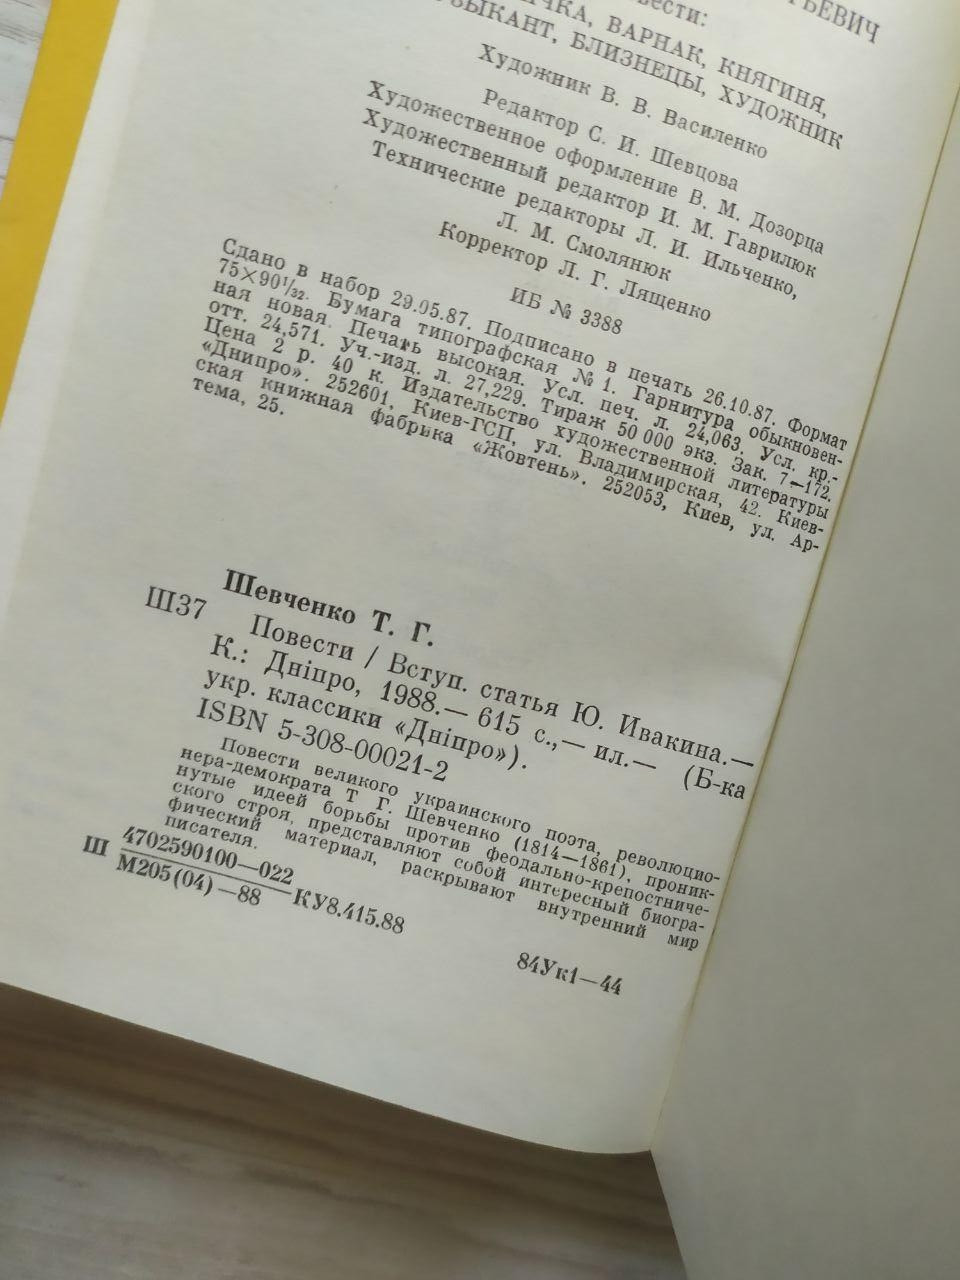 ЬЕВИЧ
вести:
ЧКА, ВАРНАК, КНЯГИНЯ,
ЗЫКАНТ, БЛИЗНЕЦЫ, ХУДОЖНИК
Художник В. В. Василенко
Редактор С. И. Шевцова
Художественное оформление В. М. Дозорца
Художественный редактор И. М. Гаврилюк
Технические редакторы Л. И. Ильченко,
Л. М. Смолянюк
Корректор Л. Г. Лященко
ИБ № 3388
Сдано в набор 29.05.87. Подписано в печать 26.10.87. Формат
75×90¹/₃₂. Бумага типографская № 1. Гарнитура обыкновен-
ная новая. Печать высокая. Усл. печ. л. 24,063. Усл. кр.-
отт. 24,571. Уч.-изд. л. 27,229. Тираж 50 000 экз. Зак. 7—172.
Цена 2 р. 40 к. Издательство художественной литературы
«Днипро». 252601, Киев-ГСП, ул. Владимирская, 42. Киев-
ская книжная фабрика «Жовтень». 252053, Киев, ул. Ар-
тема, 25.
Шевченко Т. Г.
Ш37 Повести / Вступ. статья Ю. Ивакина.—
К.: Дніпро, 1988.— 615 с.,— ил.— (Б-ка
укр. классики «Дніпро»).
ISBN 5-308-00021-2
Повести великого украинского поэта, революцио-
нера-демократа Т Г. Шевченко (1814—1861), проник-
нутые идеей борьбы против феодально-крепостниче-
ского строя, представляют собой интересный биогра-
фический материал, раскрывают внутренний мир
писателя.
Ш 4702590100—022
М205(04)—88 КУ8.415.88
84Ук1—44